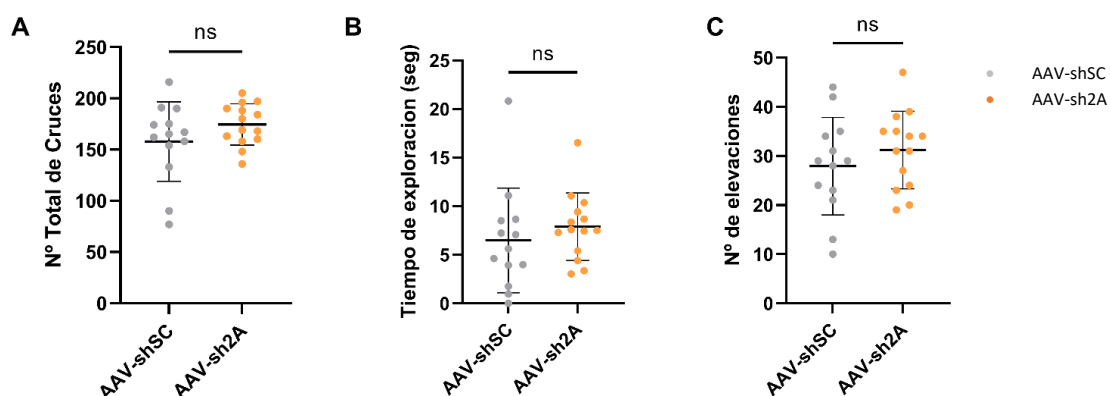 A
Nº Total de Cruces
250
200
150
100
50
0
ns
AAV-shSC
AAV-sh2A
B
Tiempo de exploracion (seg)
25
20
15
10
5
0
ns
AAV-shSC
AAV-sh2A
C
Nº de elevaciones
50
40
30
20
10
0
ns
AAV-shSC
AAV-sh2A
AAV-shSC
AAV-sh2A